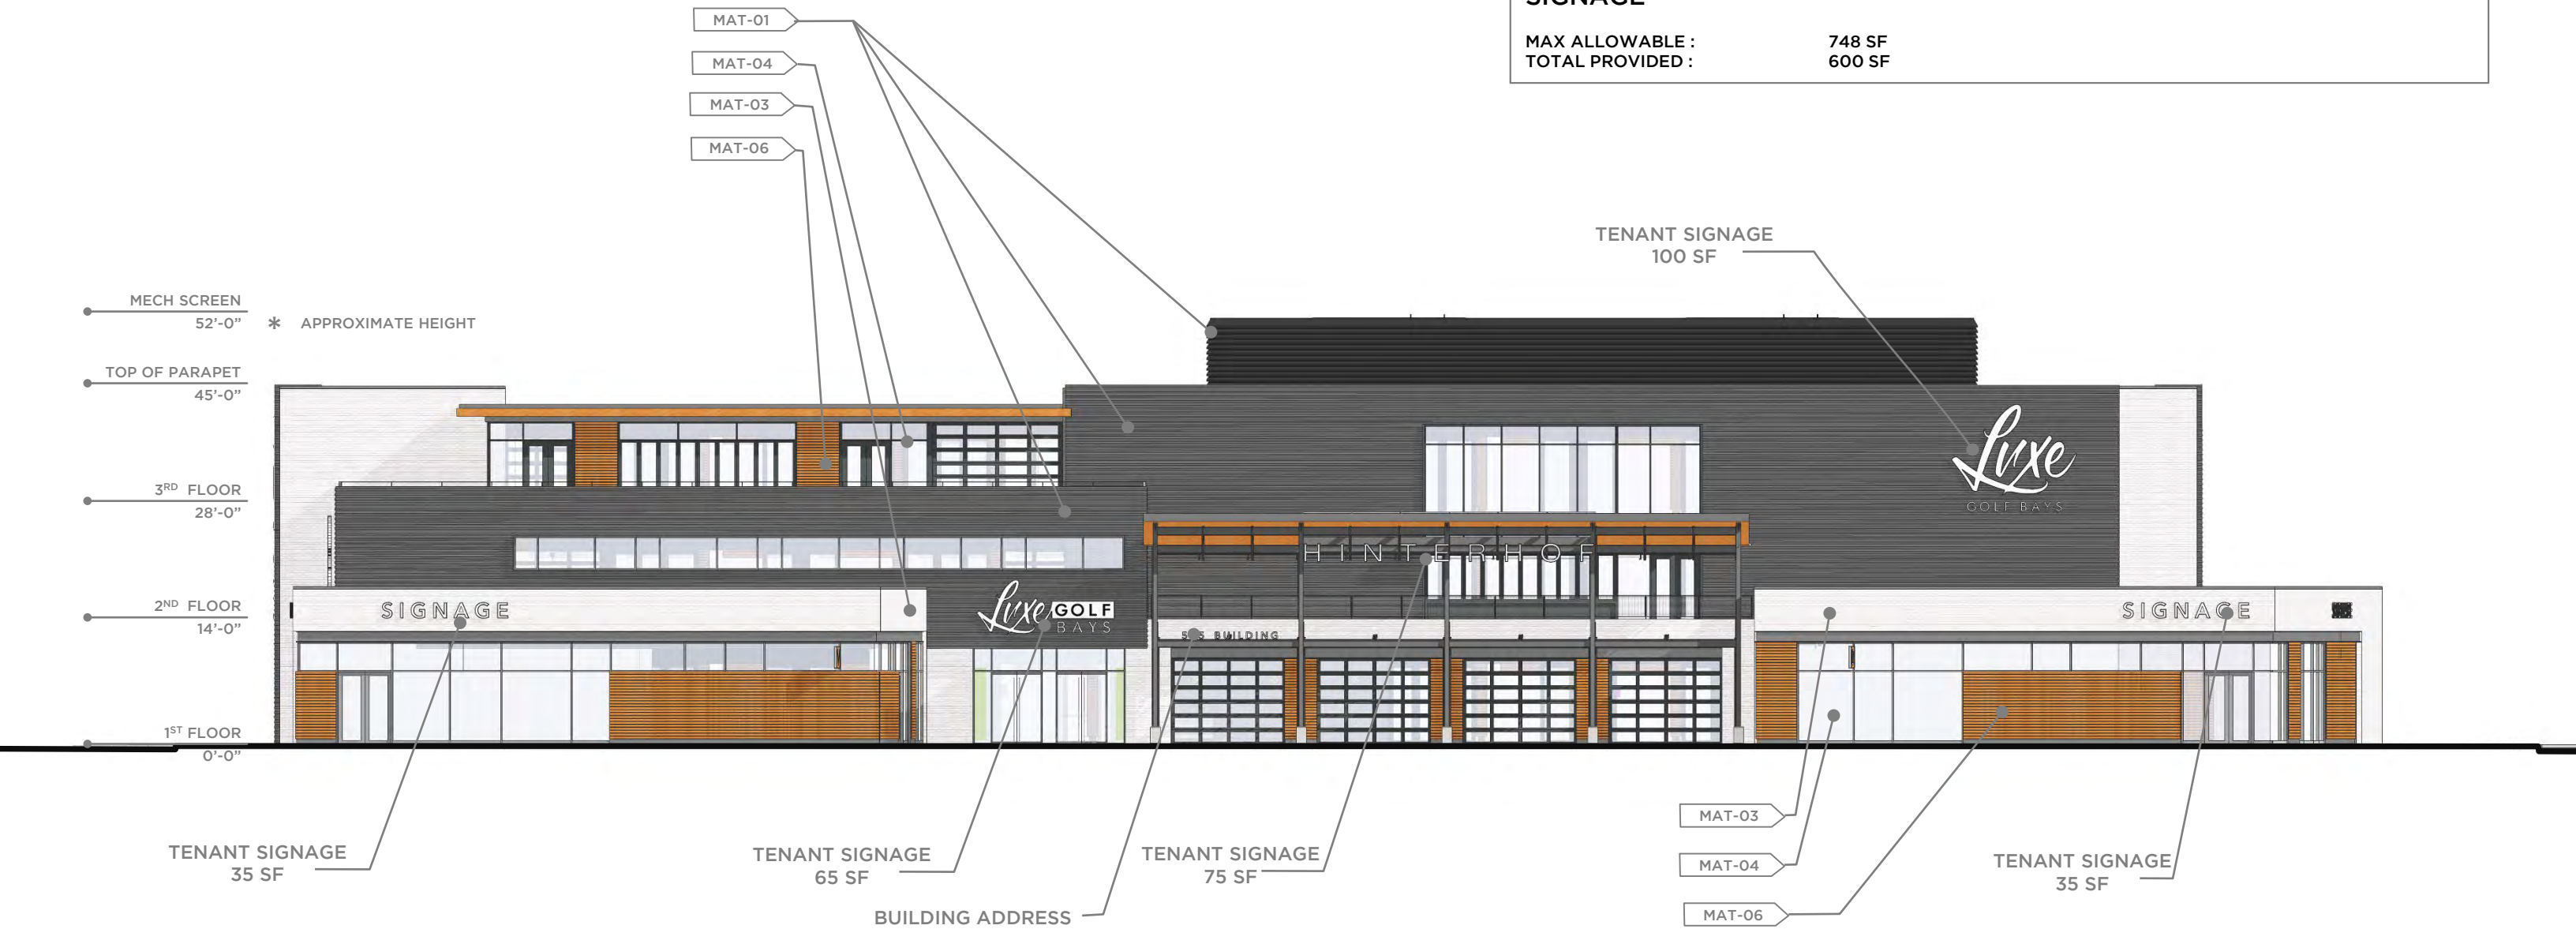 SIGNAGE
MAX ALLOWABLE : 748 SF
TOTAL PROVIDED : 600 SF
MAT-01
MAT-04
MAT-03
MAT-06
TENANT SIGNAGE
100 SF
MECH SCREEN
52'-0" * APPROXIMATE HEIGHT
TOP OF PARAPET
45'-0"
3RD FLOOR
28'-0"
2ND FLOOR
14'-0"
1ST FLOOR
0'-0"
Luxe
GOLF BAYS
HINTERHOF
SIGNAGE
Luxe GOLF
BAYS
BUILDING
SIGNAGE
TENANT SIGNAGE
35 SF
TENANT SIGNAGE
65 SF
TENANT SIGNAGE
75 SF
BUILDING ADDRESS
MAT-03
MAT-04
MAT-06
TENANT SIGNAGE
35 SF